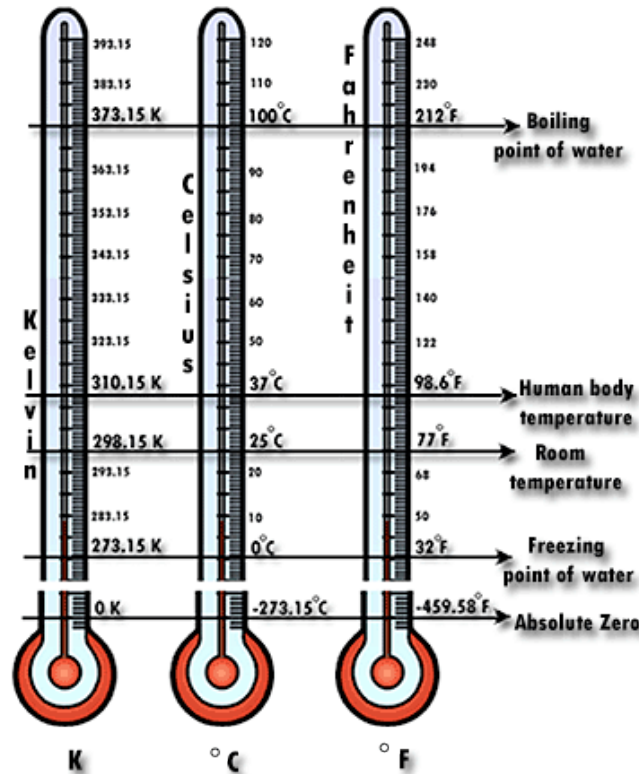 393.15 120 248
383.15 110 230
373.15 K 100°C 212°F Boiling
point of water
363.15 90 194
353.15 80 176
343.15 70 158
333.15 60 140
323.15 50 122
310.15 K 37°C 98.6°F Human body
temperature
298.15 K 25°C 77°F Room
temperature
293.15 20 68
283.15 10 50
273.15 K 0°C 32°F Freezing
point of water
0 K -273.15°C -459.58°F Absolute Zero
Kelvin
Celsius
Fahrenheit
K °C °F